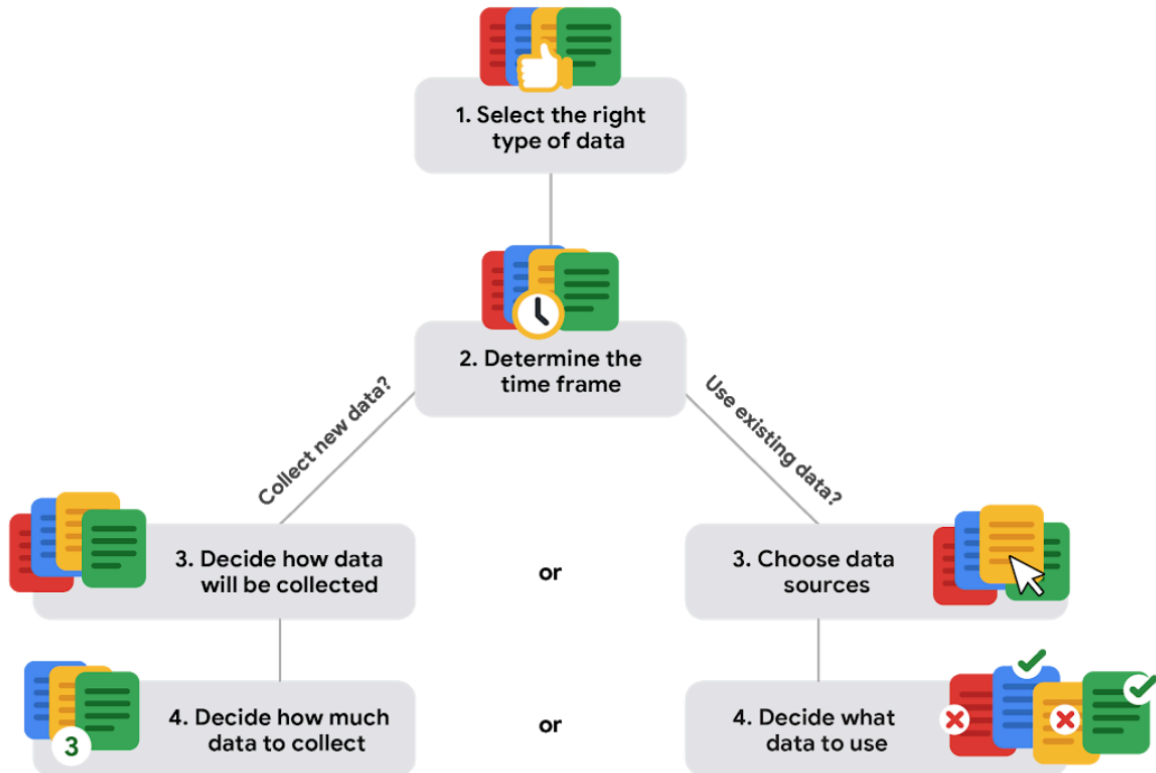 1. Select the right
type of data
2. Determine the
time frame
Collect new data?
Use existing data?
3. Decide how data
will be collected
or
3. Choose data
sources
4. Decide how much
data to collect
3
or
4. Decide what
data to use